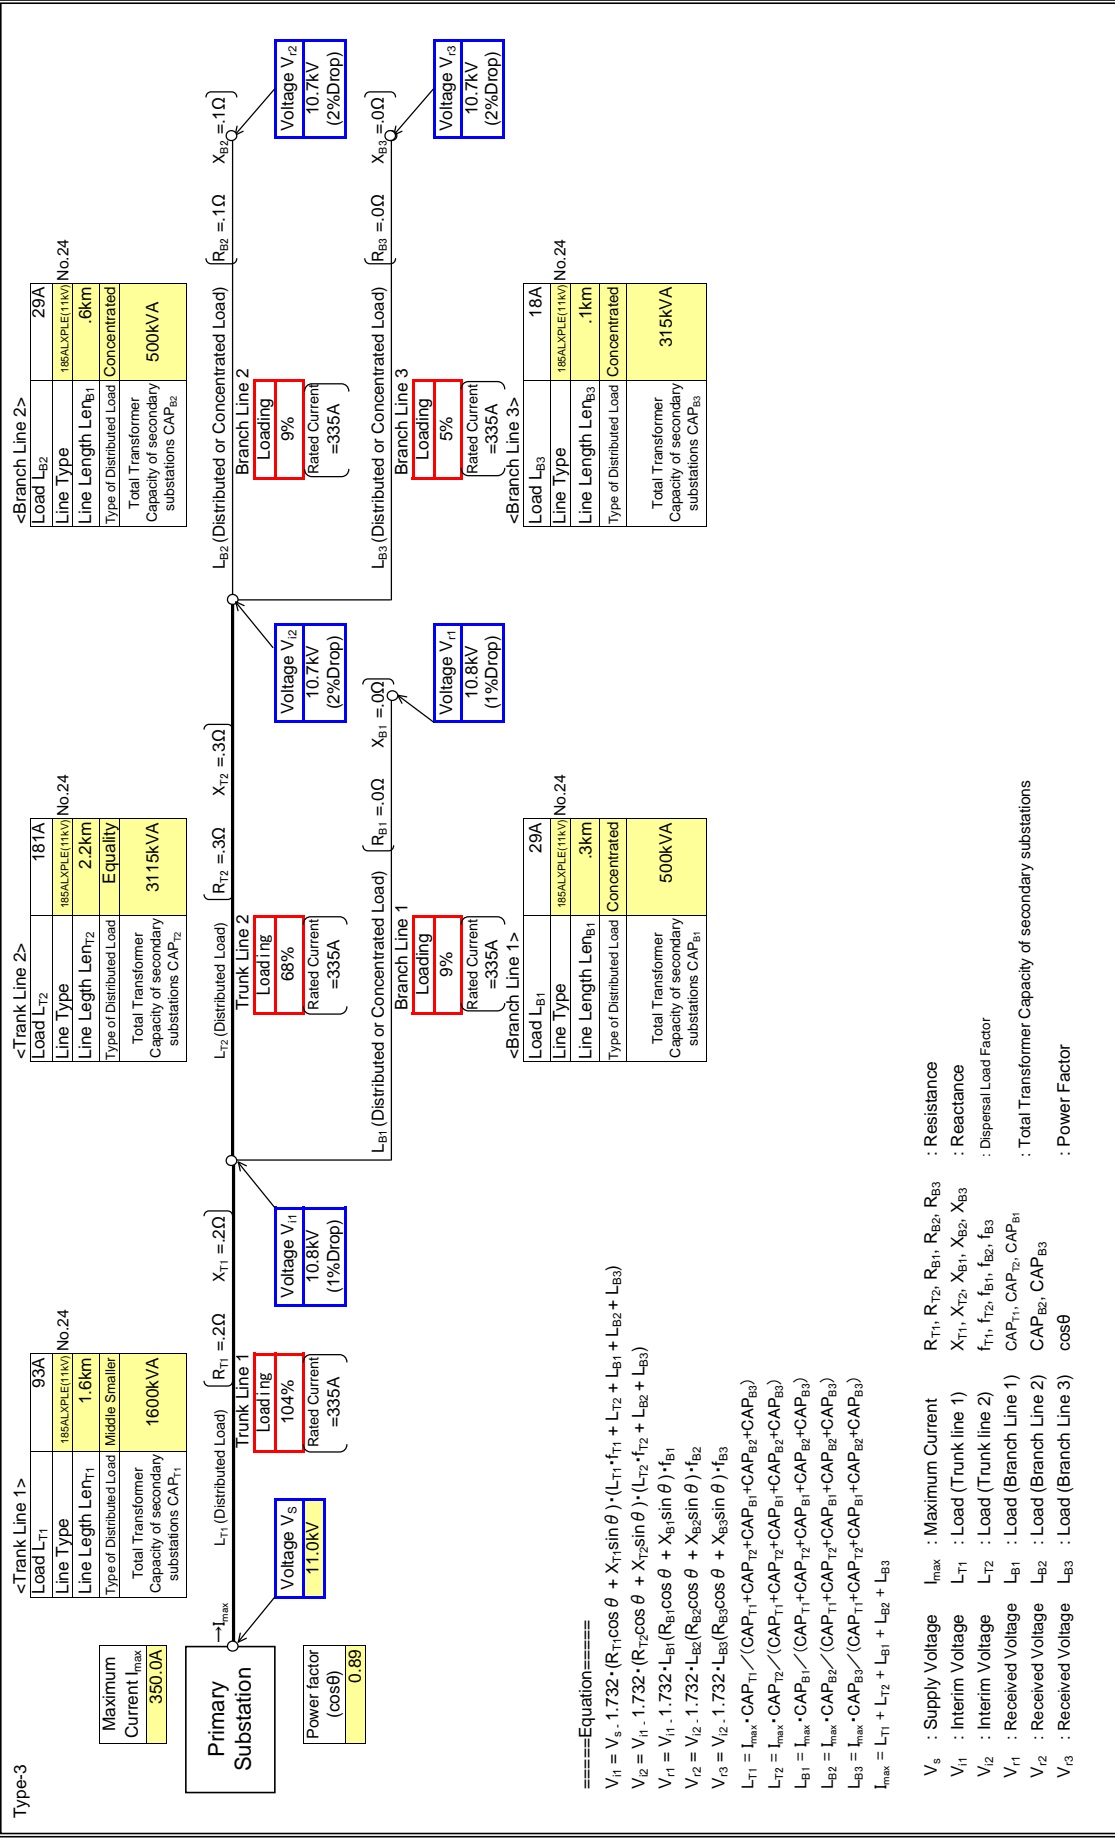 Type-3
Maximum
Current Imax
350.0A
Primary
Substation
Power factor
(cosθ)
0.89
→Imax
Voltage VS
11.0kV
<Trank Line 1>
Load LT1 93A
Line Type 185ALXPLE(11kV) No.24
Line Legth LenT1 1.6km
Type of Distributed Load Middle Smaller
Total Transformer
Capacity of secondary
substations CAPT1
1600kVA
LT1 (Distributed Load)
RT1 =.2Ω XT1 =.2Ω
Trunk Line 1
Loading
104%
Rated Current
=335A
Voltage Vi1
10.8kV
(1%Drop)
<Trank Line 2>
Load LT2 181A
Line Type 185ALXPLE(11kV) No.24
Line Legth LenT2 2.2km
Type of Distributed Load Equality
Total Transformer
Capacity of secondary
substations CAPT2
3115kVA
LT2 (Distributed Load)
RT2 =.3Ω XT2 =.3Ω
Trunk Line 2
Loading
68%
Rated Current
=335A
Voltage Vi2
10.7kV
(2%Drop)
LB1 (Distributed or Concentrated Load)
RB1 =.0Ω XB1 =.0Ω
Branch Line 1
Loading
9%
Rated Current
=335A
Voltage Vr1
10.8kV
(1%Drop)
<Branch Line 1>
Load LB1 29A
Line Type 185ALXPLE(11kV) No.24
Line Length LenB1 .3km
Type of Distributed Load Concentrated
Total Transformer
Capacity of secondary
substations CAPB1
500kVA
<Branch Line 2>
Load LB2 29A
Line Type 185ALXPLE(11kV) No.24
Line Length LenB1 .6km
Type of Distributed Load Concentrated
Total Transformer
Capacity of secondary
substations CAPB2
500kVA
LB2 (Distributed or Concentrated Load)
RB2 =.1Ω XB2 =.1Ω
Branch Line 2
Loading
9%
Rated Current
=335A
Voltage Vr2
10.7kV
(2%Drop)
LB3 (Distributed or Concentrated Load)
RB3 =.0Ω XB3 =.0Ω
Branch Line 3
Loading
5%
Rated Current
=335A
Voltage Vr3
10.7kV
(2%Drop)
<Branch Line 3>
Load LB3 18A
Line Type 185ALXPLE(11kV) No.24
Line Length LenB3 .1km
Type of Distributed Load Concentrated
Total Transformer
Capacity of secondary
substations CAPB3
315kVA
=====Equation=====
Vi1 = Vs - 1.732・(RT1cos θ + XT1sin θ)・(LT1・fT1 + LT2 + LB1 + LB2 + LB3)
Vi2 = Vi1 - 1.732・(RT2cos θ + XT2sin θ)・(LT2・fT2 + LB2 + LB3)
Vr1 = Vi1 - 1.732・LB1(RB1cos θ + XB1sin θ)・fB1
Vr2 = Vi2 - 1.732・LB2(RB2cos θ + XB2sin θ)・fB2
Vr3 = Vi2 - 1.732・LB3(RB3cos θ + XB3sin θ)・fB3
LT1 = Imax・CAPT1／(CAPT1+CAPT2+CAPB1+CAPB2+CAPB3)
LT2 = Imax・CAPT2／(CAPT1+CAPT2+CAPB1+CAPB2+CAPB3)
LB1 = Imax・CAPB1／(CAPT1+CAPT2+CAPB1+CAPB2+CAPB3)
LB2 = Imax・CAPB2／(CAPT1+CAPT2+CAPB1+CAPB2+CAPB3)
LB3 = Imax・CAPB3／(CAPT1+CAPT2+CAPB1+CAPB2+CAPB3)
Imax = LT1 + LT2 + LB1 + LB2 + LB3
Vs : Supply Voltage Imax : Maximum Current RT1, RT2, RB1, RB2, RB3 : Resistance
Vi1 : Interim Voltage LT1 : Load (Trunk line 1) XT1, XT2, XB1, XB2, XB3 : Reactance
Vi2 : Interim Voltage LT2 : Load (Trunk line 2) fT1, fT2, fB1, fB2, fB3 : Dispersal Load Factor
Vr1 : Received Voltage LB1 : Load (Branch Line 1) CAPT1, CAPT2, CAPB1
Vr2 : Received Voltage LB2 : Load (Branch Line 2) CAPB2, CAPB3 : Total Transformer Capacity of secondary substations
Vr3 : Received Voltage LB3 : Load (Branch Line 3) cosθ : Power Factor